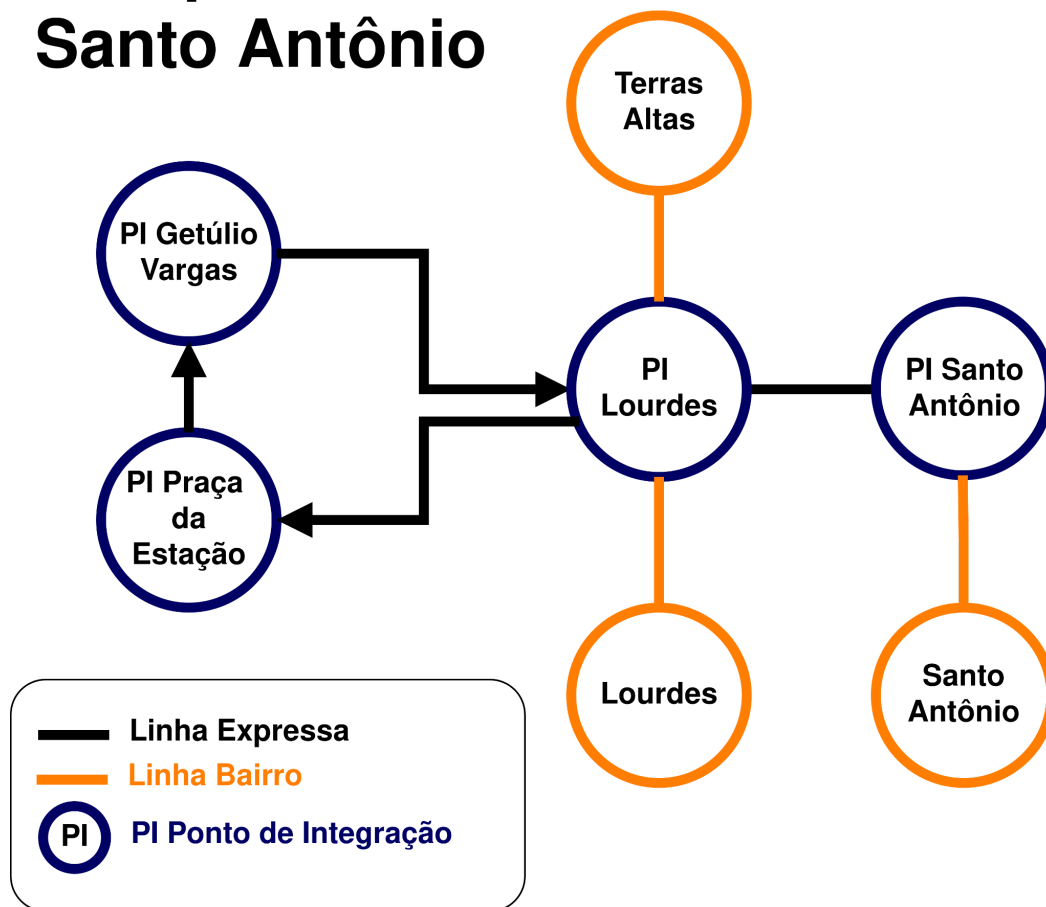 Santo Antônio
Terras
Altas
PI Getúlio
Vargas
PI
Lourdes
PI Santo
Antônio
PI Praça
da
Estação
Lourdes
Santo
Antônio
Linha Expressa
Linha Bairro
PI
PI Ponto de Integração